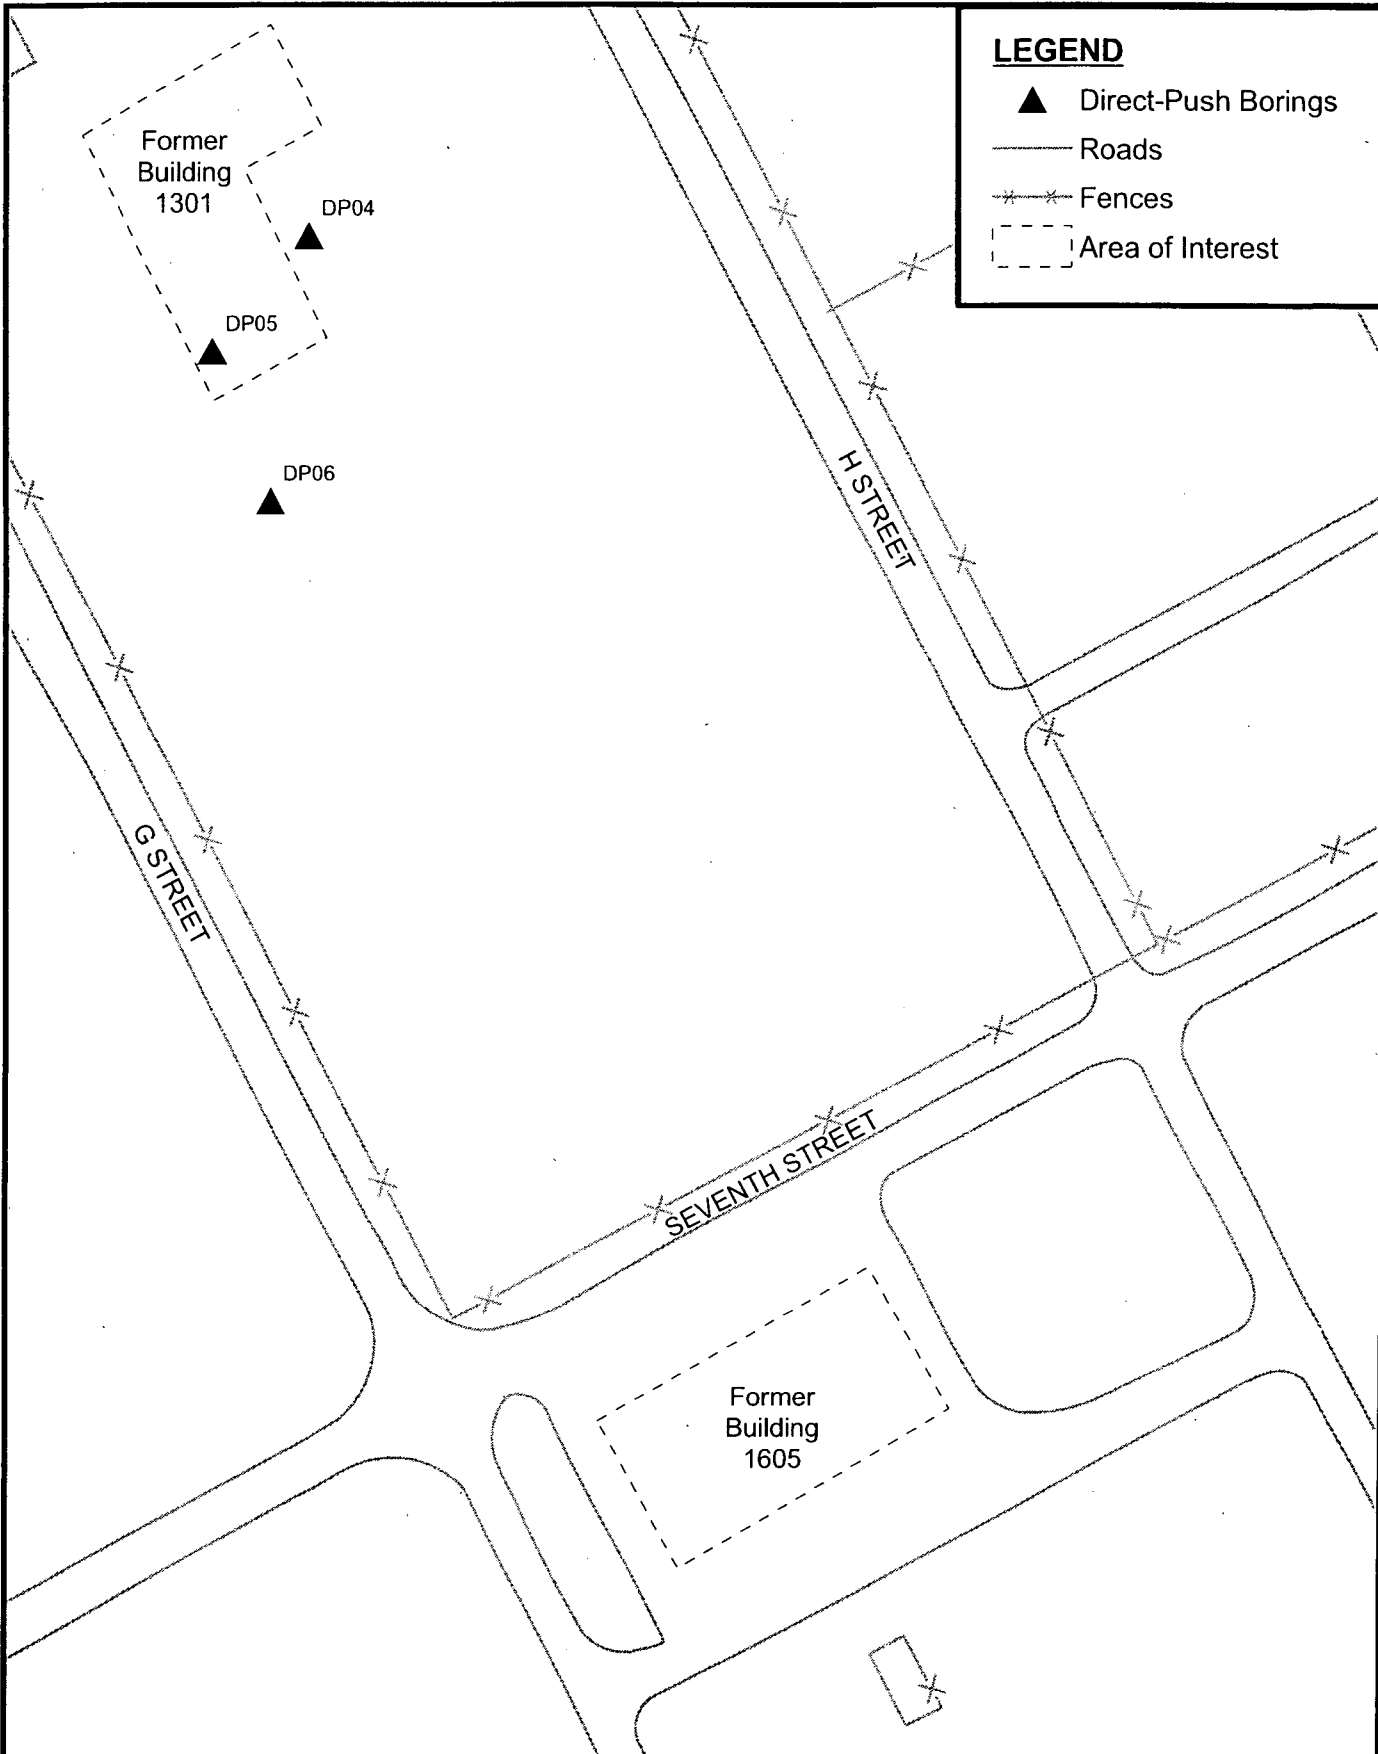 LEGEND
Direct-Push Borings
Roads
Fences
Area of Interest
Former
Building
1301
DP04
DP05
DP06
H STREET
G STREET
SEVENTH STREET
Former
Building
1605